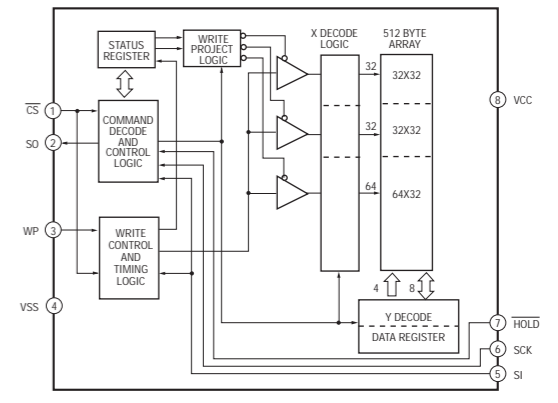 STATUS
REGISTER
WRITE
PROJECT
LOGIC
X DECODE
LOGIC
512 BYTE
ARRAY
32
32X32
32
32X32
64
64X32
CS
1
SO
2
COMMAND
DECODE
AND
CONTROL
LOGIC
8
VCC
WP
3
WRITE
CONTROL
AND
TIMING
LOGIC
VSS
4
4
8
Y DECODE
DATA REGISTER
7
HOLD
6
SCK
5
SI